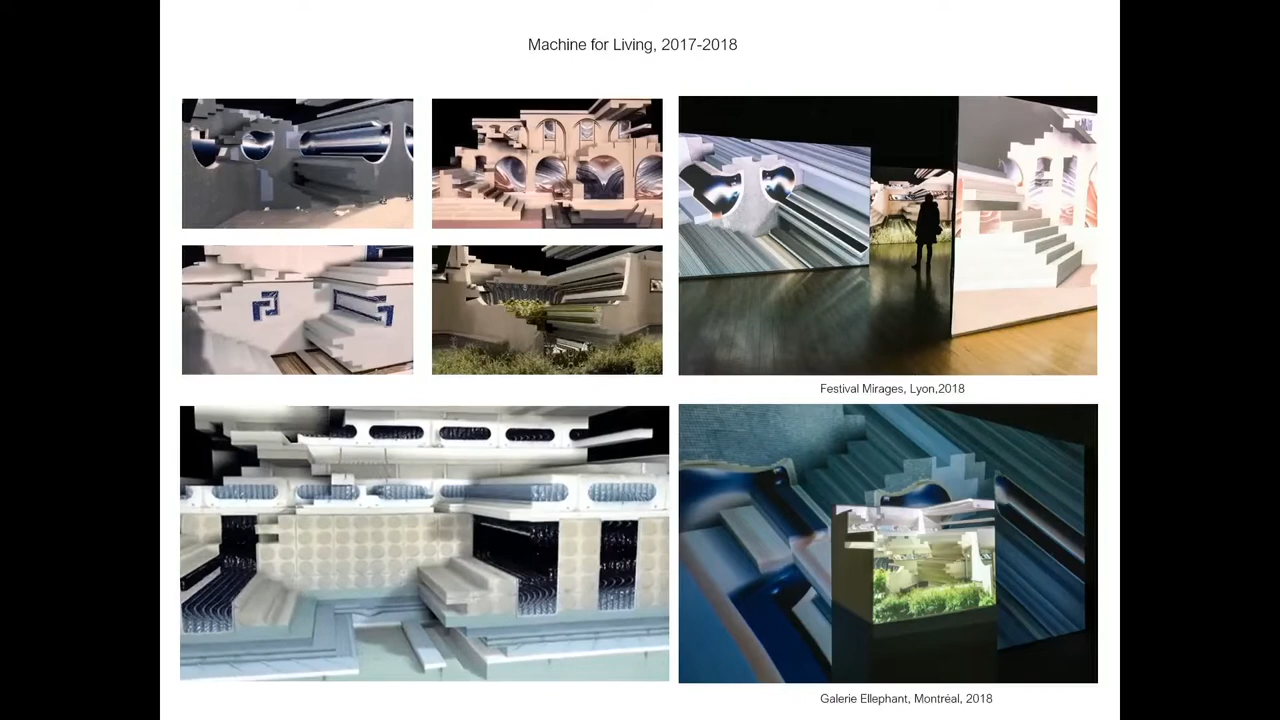 Machine for Living, 2017-2018
Festival Mirages, Lyon,2018
Galerie Ellephant, Montréal, 2018